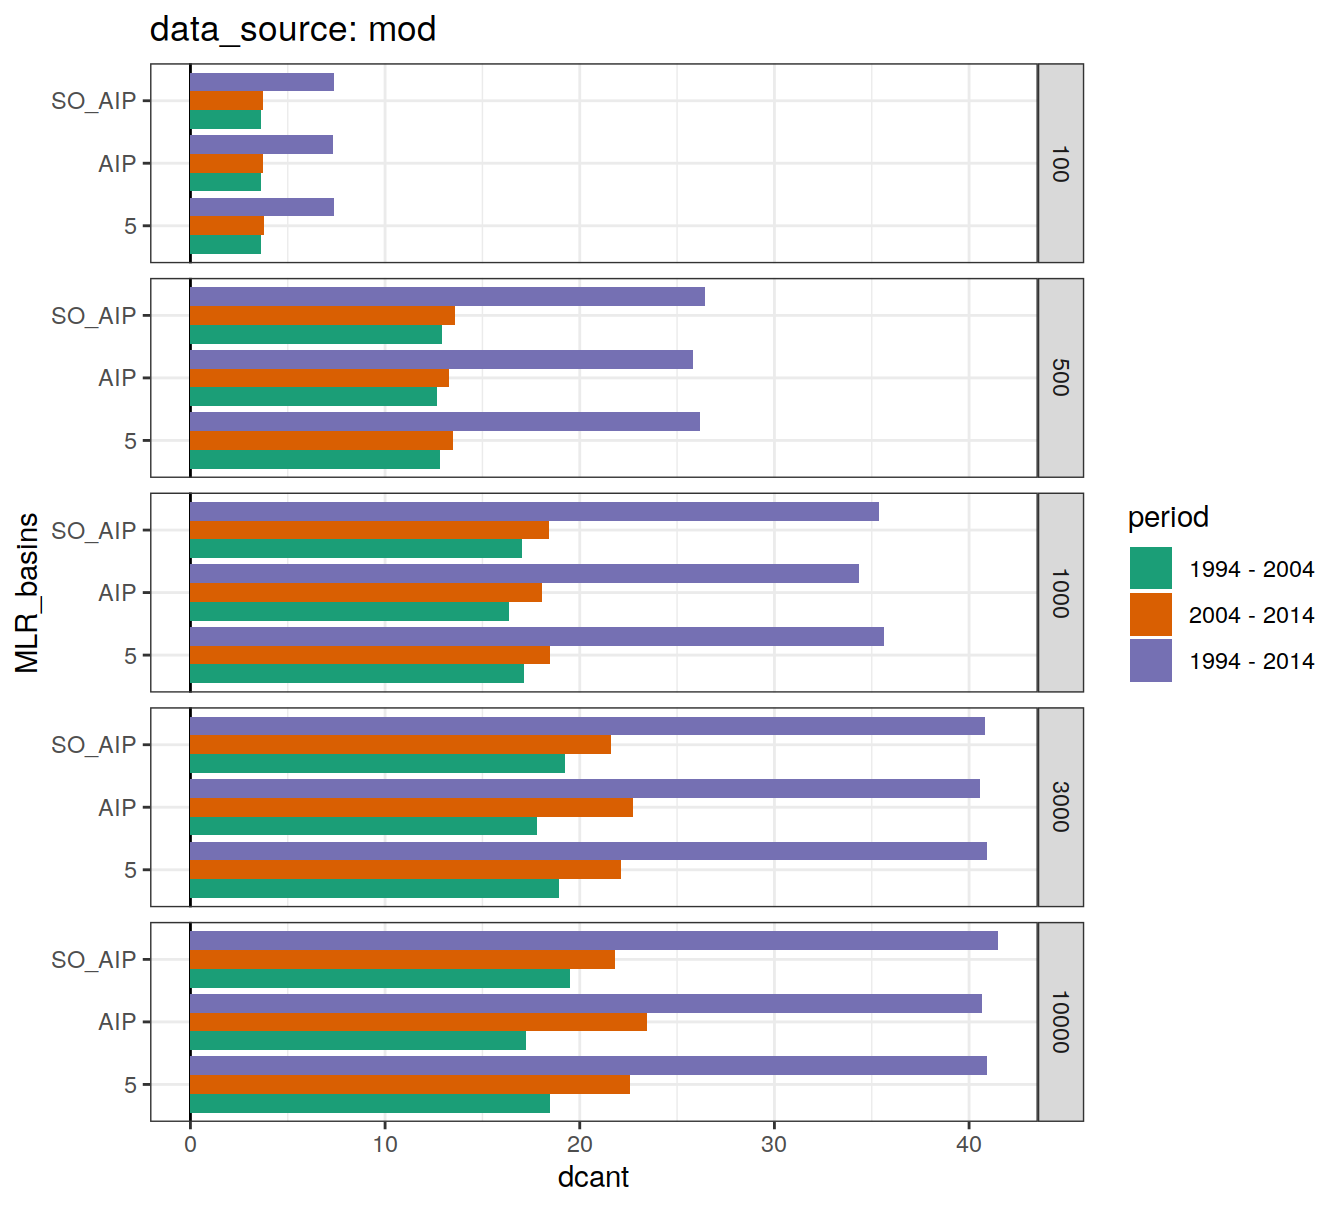 data_source: mod
SO_AIP
AIP
5
100
SO_AIP
AIP
5
500
SO_AIP
AIP
5
1000
SO_AIP
AIP
5
3000
SO_AIP
AIP
5
10000
0 10 20 30 40
dcant
MLR_basins
period
1994 - 2004
2004 - 2014
1994 - 2014